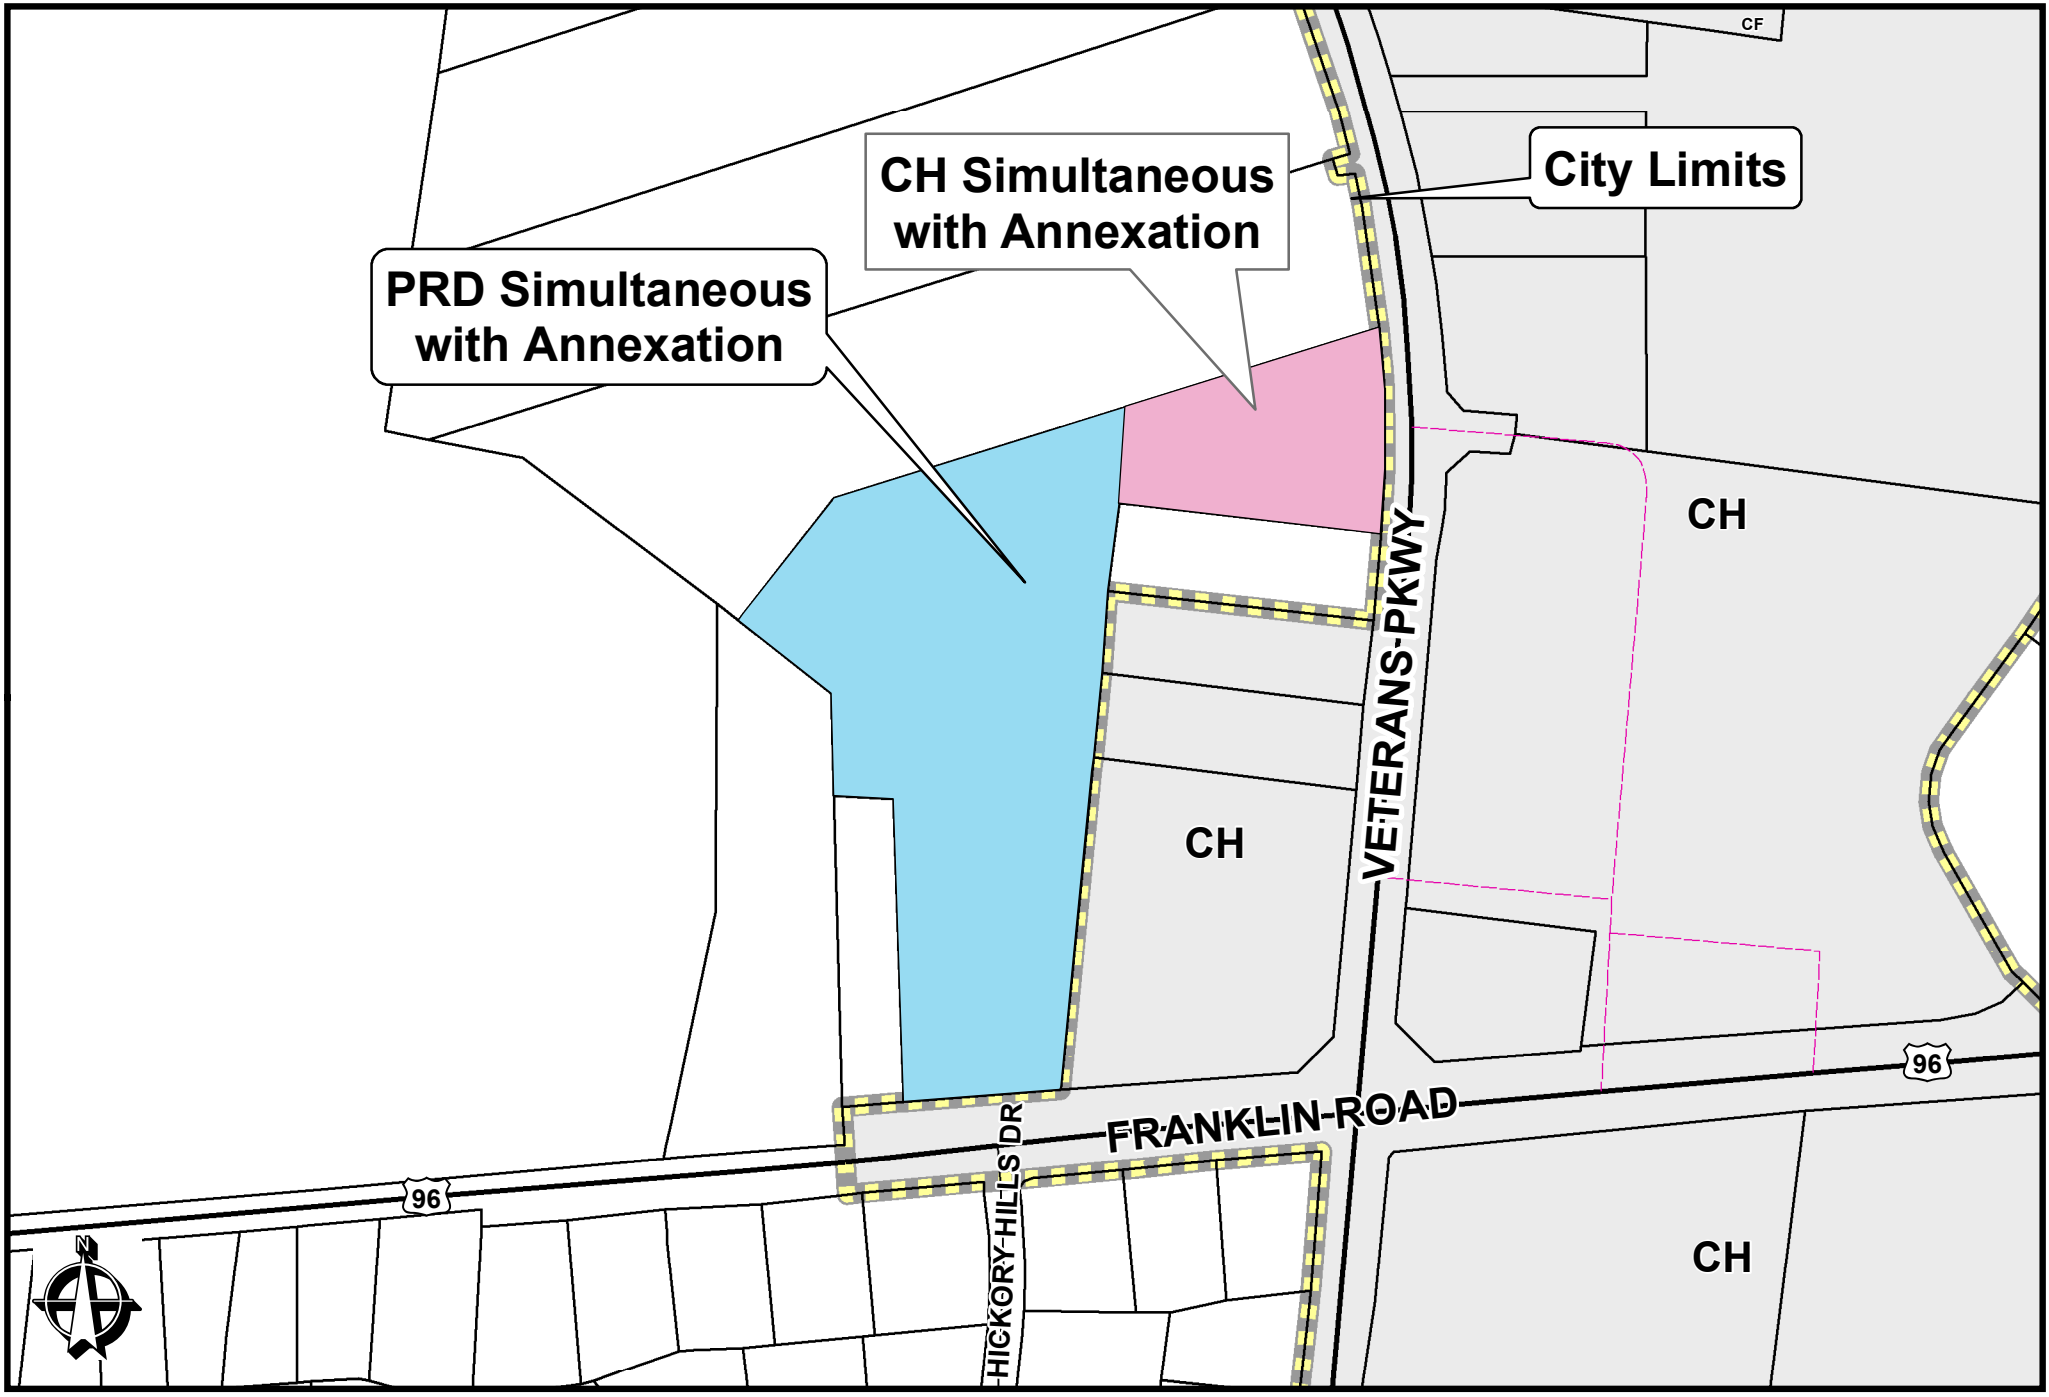 CF
CH Simultaneous
with Annexation
City Limits
PRD Simultaneous
with Annexation
CH
VETERANS PKWY
CH
96
FRANKLIN ROAD
HICKORY HILLS DR
96
N
CH